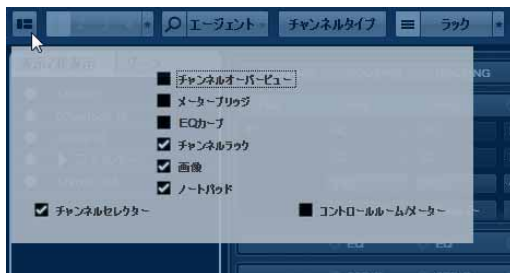 エージェント チャンネルタイプ ラック
チャンネルオーバービュー
メーターブリッジ
EQカーブ
チャンネルラック
画像
ノートパッド
チャンネルセレクター コントロールルーム/メーター